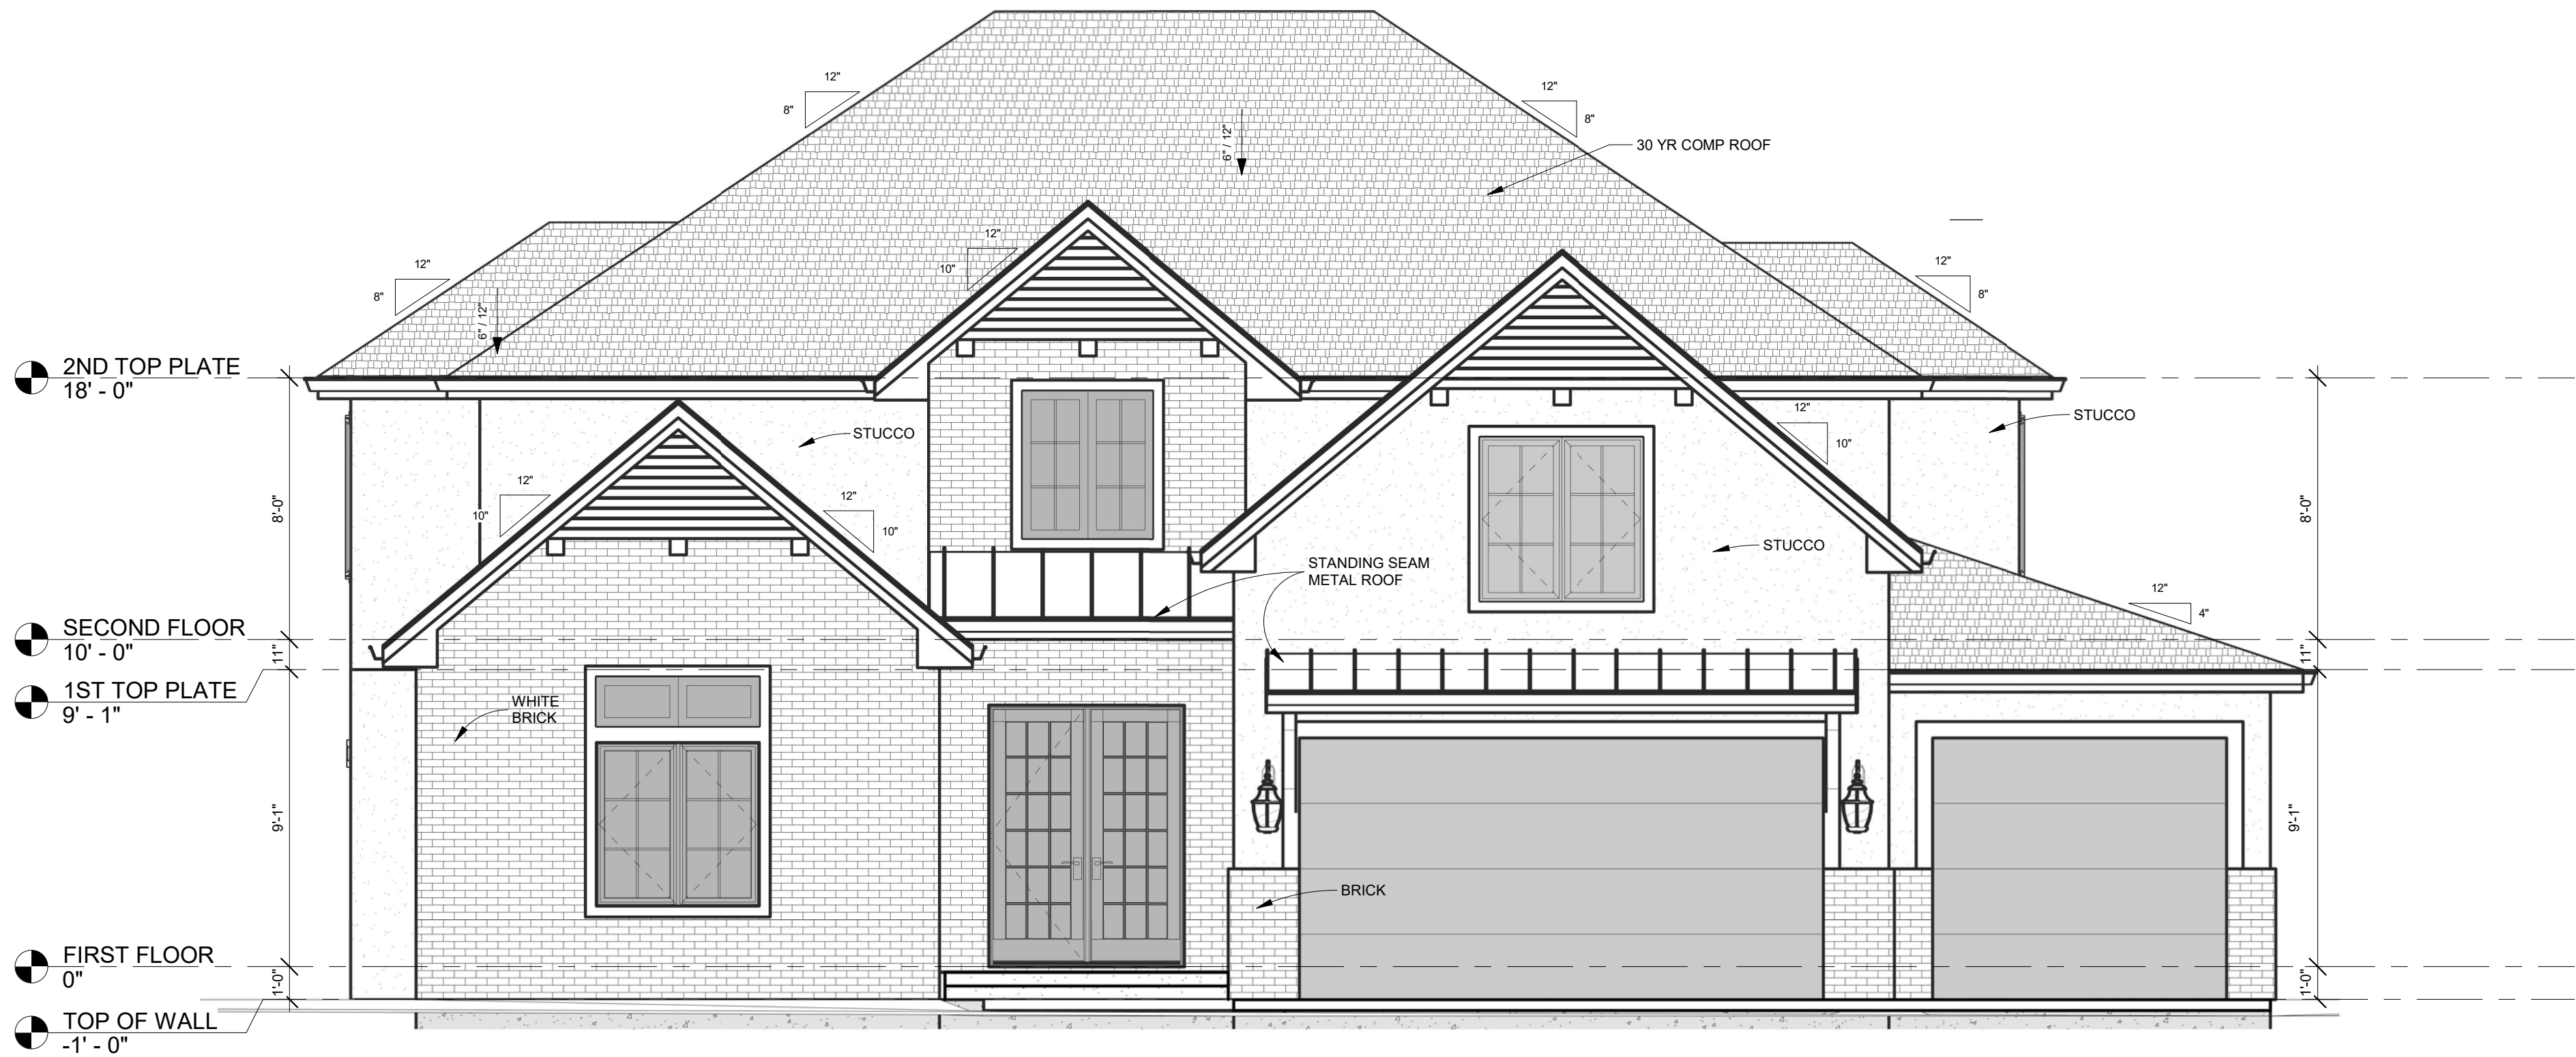 12"
8"
12"
8"
6" / 12"
30 YR COMP ROOF
12"
10"
12"
8"
12"
8"
6" / 12"
2ND TOP PLATE
18' - 0"
12"
10"
STUCCO
STUCCO
8'-0"
12"
10"
12"
10"
8'-0"
STUCCO
STANDING SEAM
METAL ROOF
12"
4"
SECOND FLOOR
10' - 0"
11"
11"
1ST TOP PLATE
9' - 1"
WHITE
BRICK
9'-1"
9'-1"
BRICK
FIRST FLOOR
0"
1'-0"
1'-0"
TOP OF WALL
-1' - 0"